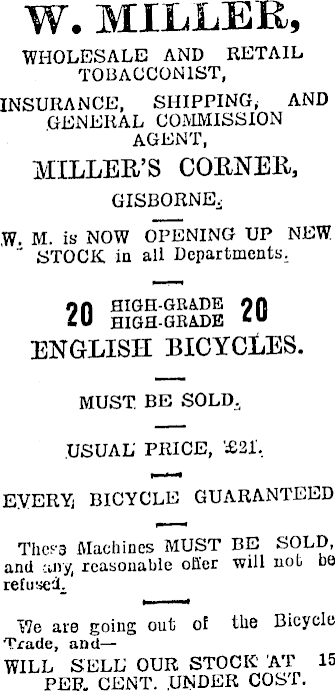 W. MILLER,
WHOLESALE AND RETAIL
TOBACCONIST,
INSURANCE, SHIPPING, AND
GENERAL COMMISSION
AGENT,
MILLER'S CORNER,
GISBORNE.
W. M. is NOW OPENING UP NEW
STOCK in all Departments.
20 HIGH-GRADE 20
HIGH-GRADE
ENGLISH BICYCLES.
MUST BE SOLD.
USUAL PRICE, £21.
EVERY BICYCLE GUARANTEED
These Machines MUST BE SOLD,
and any reasonable offer will not be
refused.
We are going out of the Bicycle
Trade, and—
WILL SELL OUR STOCK AT 15
PER. CENT. UNDER COST.